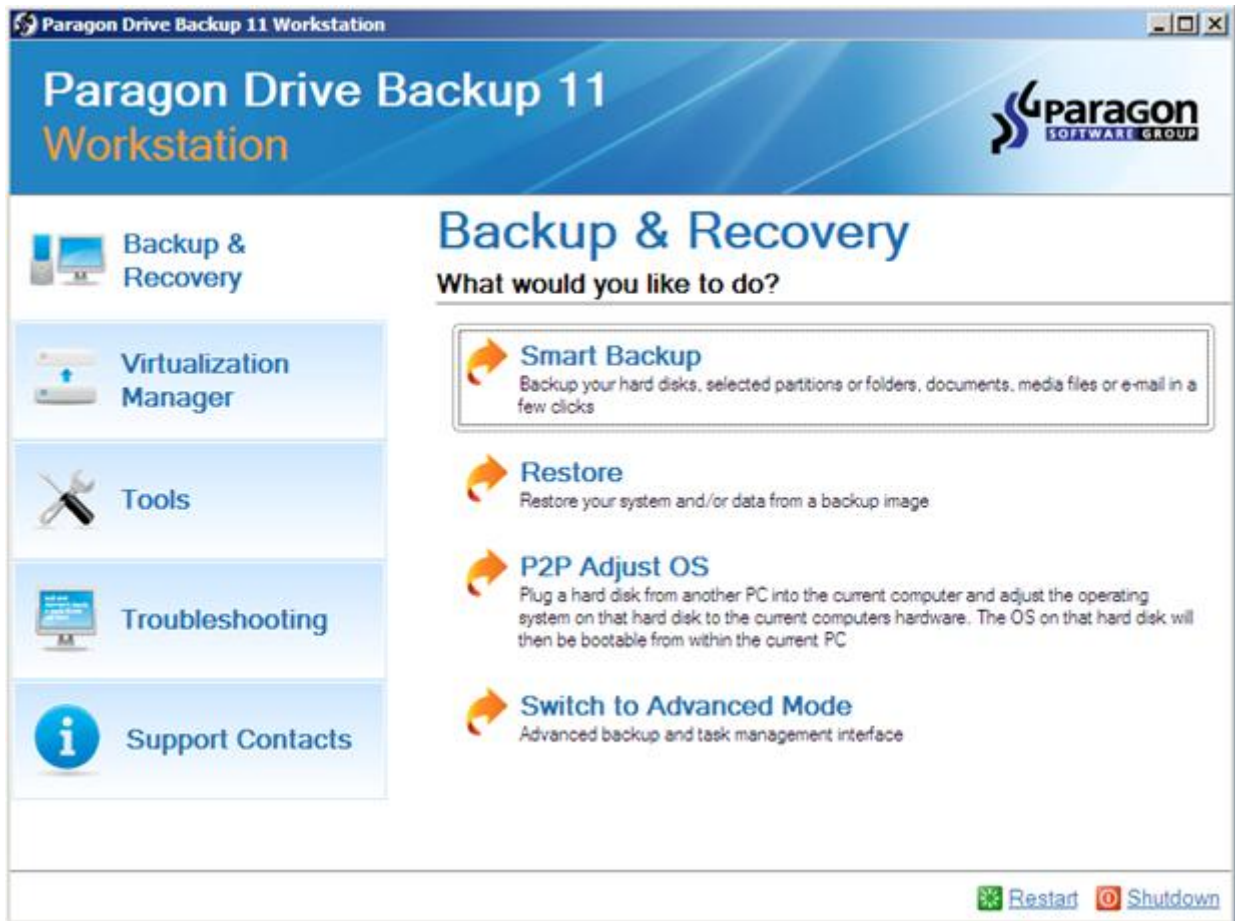 Paragon Drive Backup 11 Workstation
Paragon Drive Backup 11
Workstation
Paragon
SOFTWARE GROUP
Backup &
Recovery
Virtualization
Manager
Tools
Troubleshooting
Support Contacts
Backup & Recovery
What would you like to do?
Smart Backup
Backup your hard disks, selected partitions or folders, documents, media files or e-mail in a
few clicks
Restore
Restore your system and/or data from a backup image
P2P Adjust OS
Plug a hard disk from another PC into the current computer and adjust the operating
system on that hard disk to the current computers hardware. The OS on that hard disk will
then be bootable from within the current PC
Switch to Advanced Mode
Advanced backup and task management interface
Restart
Shutdown